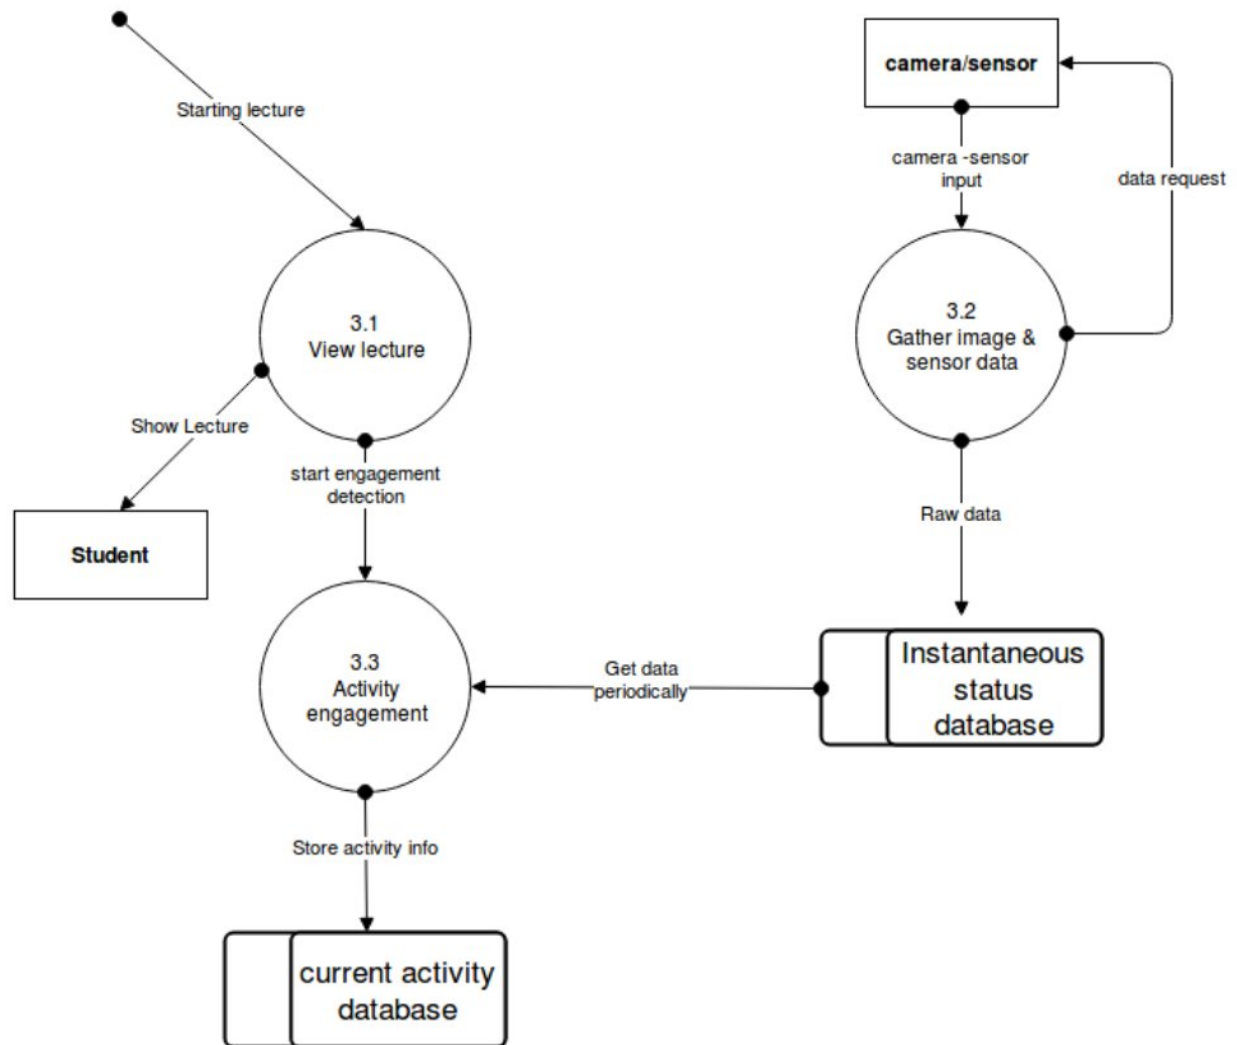 Starting lecture
camera/sensor
camera -sensor
input
data request
3.1
View lecture
3.2
Gather image &
sensor data
Show Lecture
start engagement
detection
Raw data
Student
3.3
Activity
engagement
Get data
periodically
Instantaneous
status
database
Store activity info
current activity
database